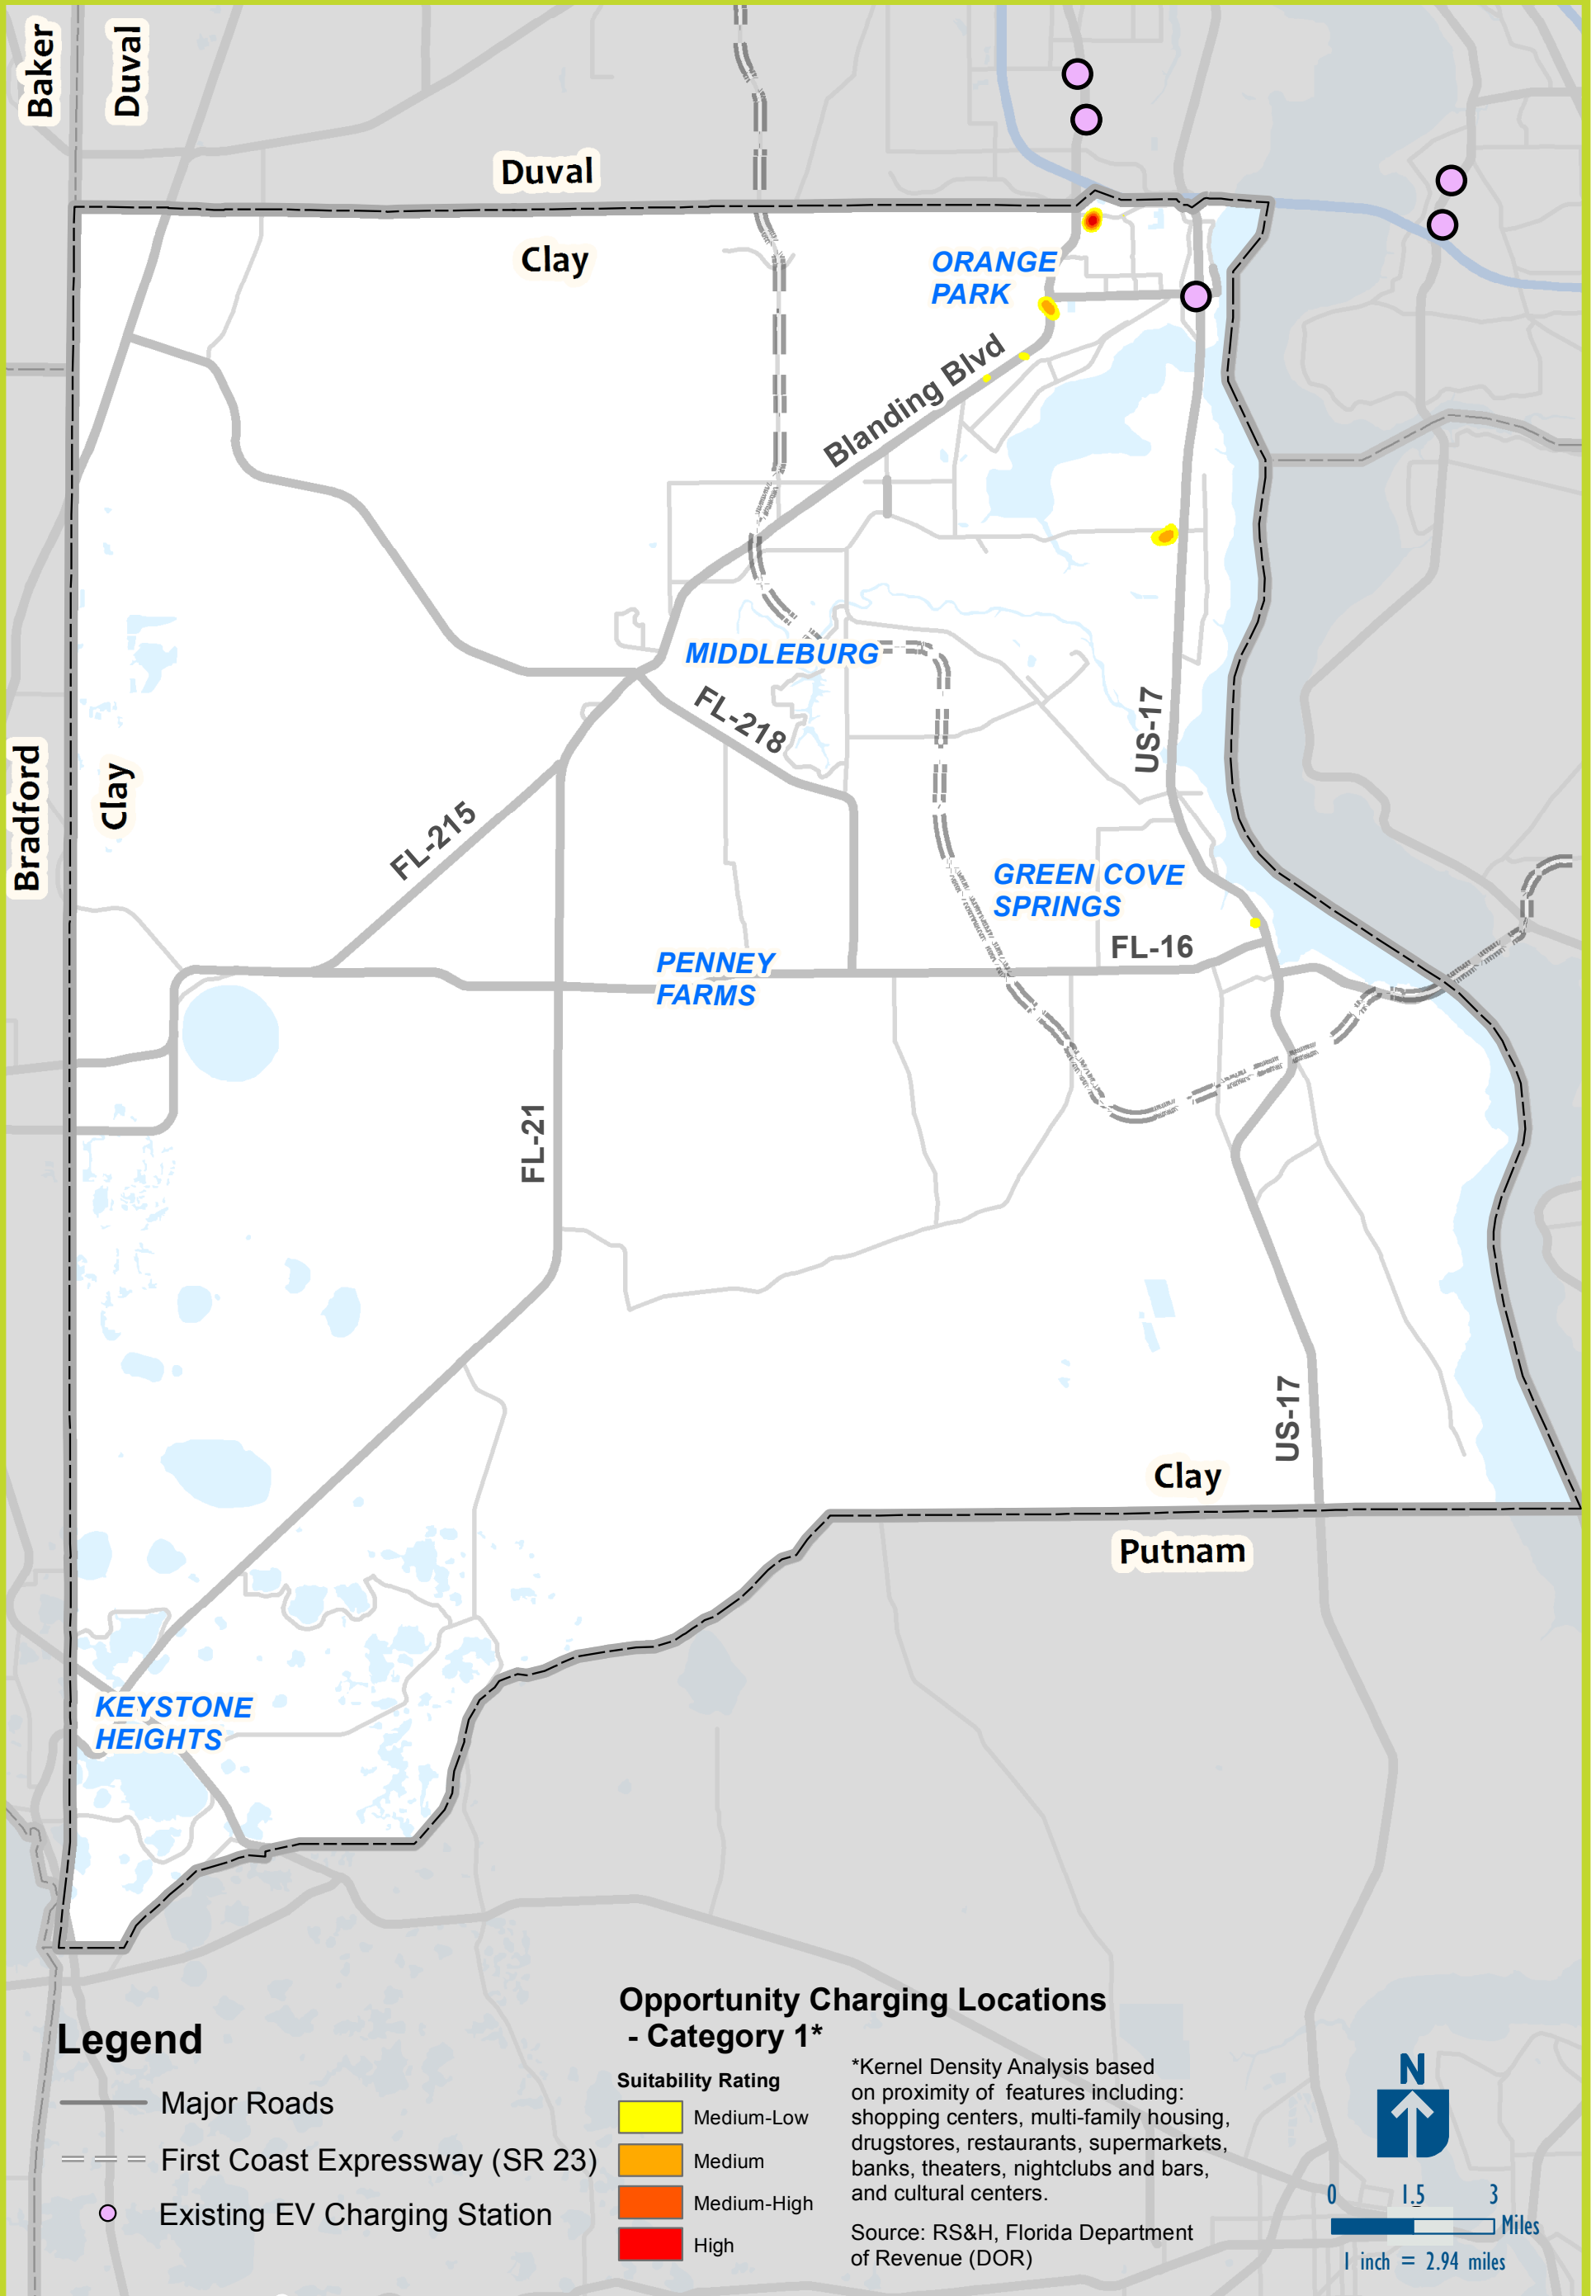 Baker
Duval
Duval
Clay
ORANGE
PARK
Blanding Blvd
MIDDLEBURG
FL-218
US-17
Bradford
Clay
FL-215
GREEN COVE
SPRINGS
FL-16
PENNEY
FARMS
FL-21
US-17
Clay
Putnam
KEYSTONE
HEIGHTS
Legend
Major Roads
First Coast Expressway (SR 23)
Existing EV Charging Station
Opportunity Charging Locations
- Category 1*
Suitability Rating
Medium-Low
Medium
Medium-High
High
*Kernel Density Analysis based
on proximity of features including:
shopping centers, multi-family housing,
drugstores, restaurants, supermarkets,
banks, theaters, nightclubs and bars,
and cultural centers.
Source: RS&H, Florida Department
of Revenue (DOR)
N
0 1.5 3
Miles
1 inch = 2.94 miles